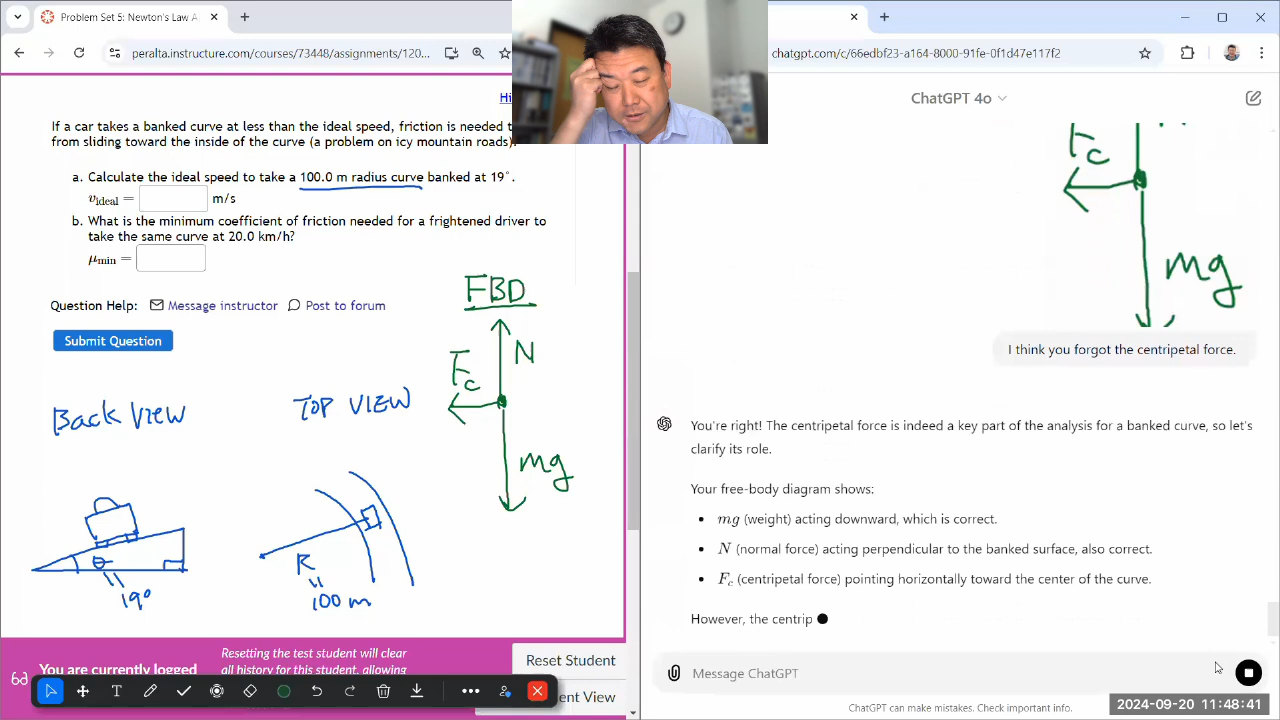 Problem Set 5: Newton's Law A
peralta.instructure.com/courses/73448/assignments/120...
If a car takes a banked curve at less than the ideal speed, friction is needed t
from sliding toward the inside of the curve (a problem on icy mountain roads).
a. Calculate the ideal speed to take a 100.0 m radius curve banked at 19°.
v ideal = m/s
b. What is the minimum coefficient of friction needed for a frightened driver to
take the same curve at 20.0 km/h?
μ min =
Question Help: Message instructor Post to forum
Submit Question
FBD
N
Fc
mg
Back View
TOP VIEW
θ
19°
R
100 m
Resetting the test student will clear
all history for this student, allowing
You are currently logged
Reset Student
ent View
chatgpt.com/c/66edbf23-a164-8000-91fe-0f1d47e117f2
ChatGPT 4o
Fc
mg
I think you forgot the centripetal force.
You're right! The centripetal force is indeed a key part of the analysis for a banked curve, so let's
clarify its role.
Your free-body diagram shows:
• mg (weight) acting downward, which is correct.
• N (normal force) acting perpendicular to the banked surface, also correct.
• Fc (centripetal force) pointing horizontally toward the center of the curve.
However, the centrip
Message ChatGPT
ChatGPT can make mistakes. Check important info.
2024-09-20 11:48:41